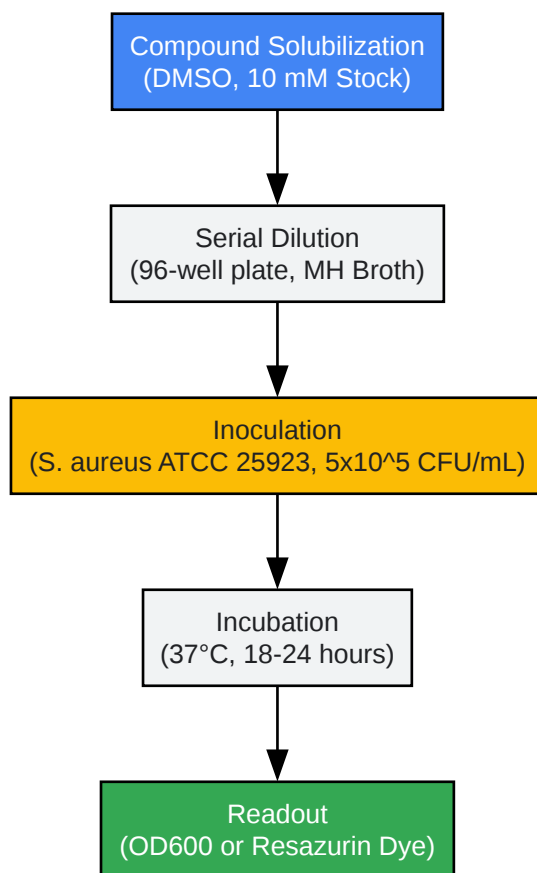 Compound Solubilization
(DMSO, 10 mM Stock)
Serial Dilution
(96-well plate, MH Broth)
Inoculation
(S. aureus ATCC 25923, 5x10^5 CFU/mL)
Incubation
(37°C, 18-24 hours)
Readout
(OD600 or Resazurin Dye)